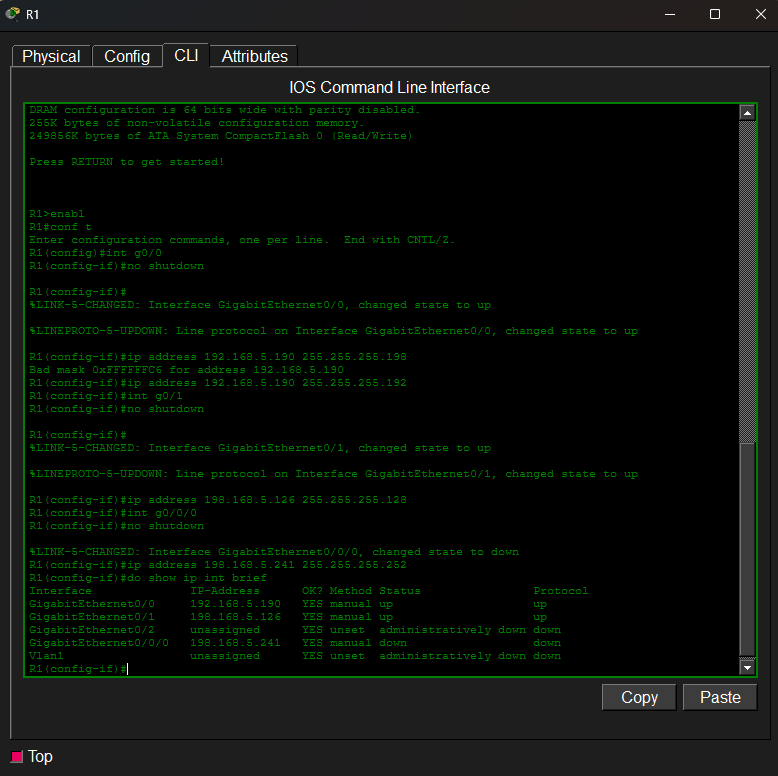 R1
Physical Config CLI Attributes
IOS Command Line Interface
DRAM configuration is 64 bits wide with parity disabled.
255K bytes of non-volatile configuration memory.
249856K bytes of ATA System CompactFlash 0 (Read/Write)
Press RETURN to get started!
R1>enabl
R1#conf t
Enter configuration commands, one per line.  End with CNTL/Z.
R1(config)#int g0/0
R1(config-if)#no shutdown
R1(config-if)#
%LINK-5-CHANGED: Interface GigabitEthernet0/0, changed state to up
%LINEPROTO-5-UPDOWN: Line protocol on Interface GigabitEthernet0/0, changed state to up
R1(config-if)#ip address 192.168.5.190 255.255.255.198
Bad mask 0xFFFFFFC6 for address 192.168.5.190
R1(config-if)#ip address 192.168.5.190 255.255.255.192
R1(config-if)#int g0/1
R1(config-if)#no shutdown
R1(config-if)#
%LINK-5-CHANGED: Interface GigabitEthernet0/1, changed state to up
%LINEPROTO-5-UPDOWN: Line protocol on Interface GigabitEthernet0/1, changed state to up
R1(config-if)#ip address 198.168.5.126 255.255.255.128
R1(config-if)#int g0/0/0
R1(config-if)#no shutdown
%LINK-5-CHANGED: Interface GigabitEthernet0/0/0, changed state to down
R1(config-if)#ip address 198.168.5.241 255.255.255.252
R1(config-if)#do show ip int brief
Interface              IP-Address      OK? Method Status                Protocol
GigabitEthernet0/0     192.168.5.190   YES manual up                    up
GigabitEthernet0/1     198.168.5.126   YES manual up                    up
GigabitEthernet0/2     unassigned      YES unset  administratively down down
GigabitEthernet0/0/0   198.168.5.241   YES manual down                  down
Vlan1                  unassigned      YES unset  administratively down down
R1(config-if)#
Copy Paste
Top